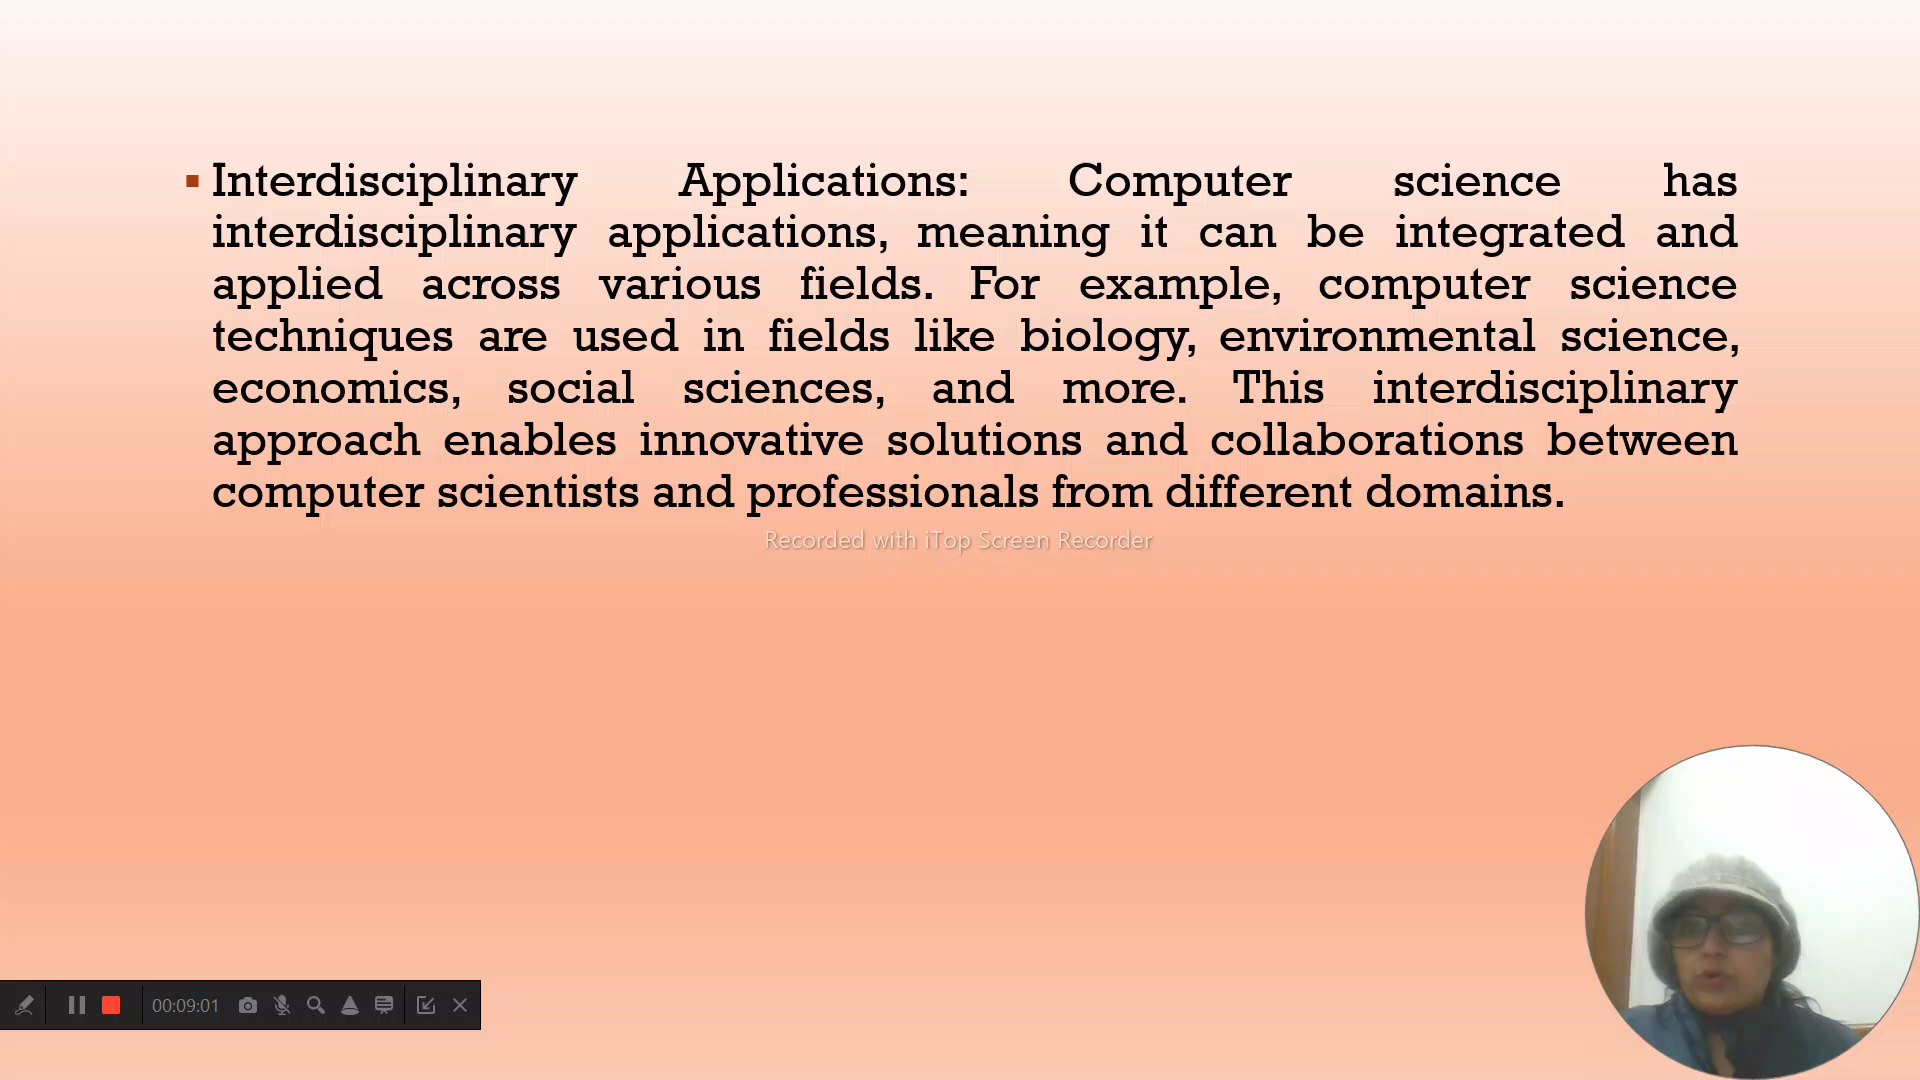 Interdisciplinary Applications: Computer science has
interdisciplinary applications, meaning it can be integrated and
applied across various fields. For example, computer science
techniques are used in fields like biology, environmental science,
economics, social sciences, and more. This interdisciplinary
approach enables innovative solutions and collaborations between
computer scientists and professionals from different domains.
Recorded with iTop Screen Recorder
00:09:01